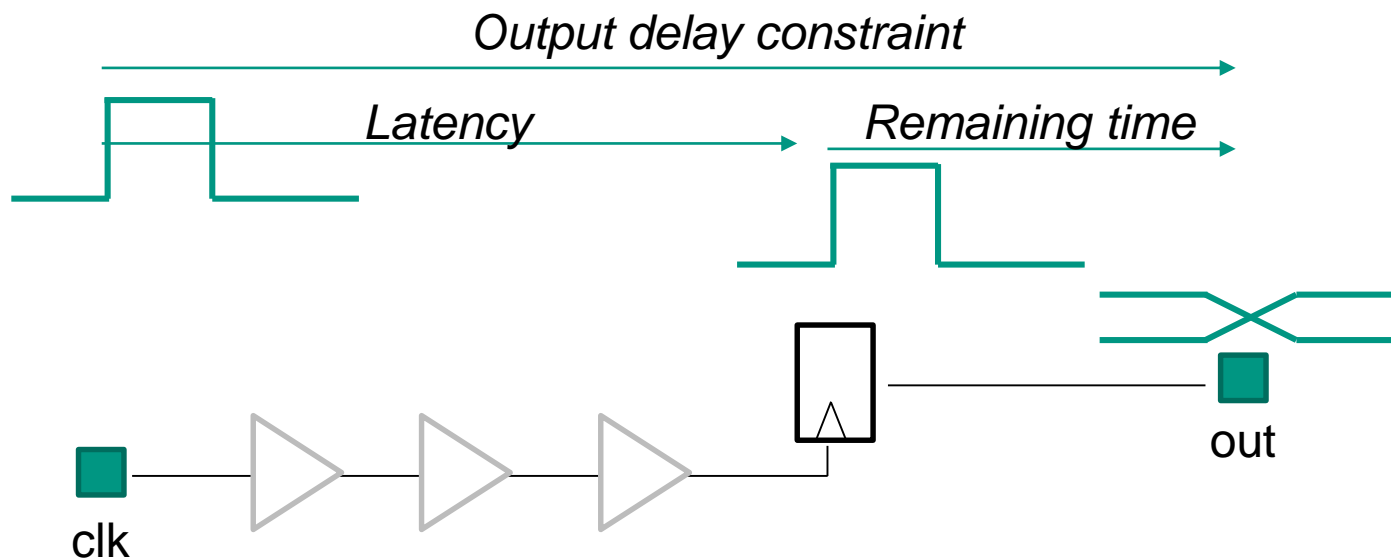 Output delay constraint
Latency
Remaining time
out
clk